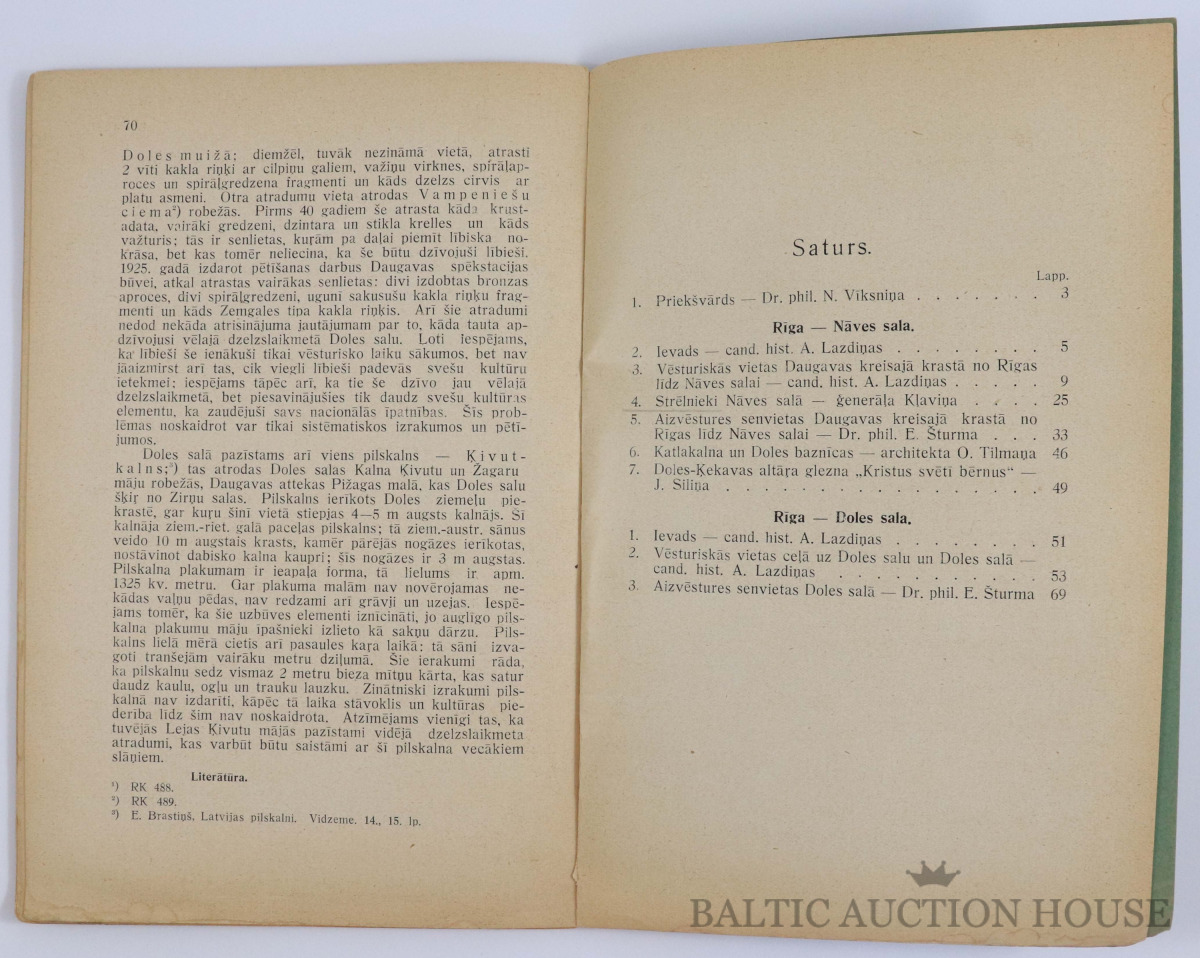 70
Doles muižā; diemžēl, tuvāk nezināmā vietā, atrasti
2 vīti kakla riņķi ar cilpiņu galiem, važiņu virknes, spirāļap-
roces un spirāļgredzena fragmenti un kāds dzelzs cirvis ar
platu asmeni. Otra atradumu vieta atrodas Vampeniešu
ciema²) robežās. Pirms 40 gadiem še atrasta kāda krust-
adata, vairāki gredzeni, dzintara un stikla krelles un kāds
važturis; tās ir senlietas, kuŗām pa daļai piemīt lībiska no-
krāsa, bet kas tomēr neliecina, ka še būtu dzīvojuši lībieši.
1925. gadā izdarot pētīšanas darbus Daugavas spēkstacijas
būvei, atkal atrastas vairākas senlietas: divi izdobtas bronzas
aproces, divi spirāļgredzeni, ugunī sakusušu kakla riņķu frag-
menti un kāds Zemgales tipa kakla riņķis. Arī šie atradumi
nedod nekāda atrisinājuma jautājumam par to, kāda tauta ap-
dzīvojusi vēlajā dzelzslaikmetā Doles salu. Loti iespējams,
ka lībieši še ienākuši tikai vēsturisko laiku sākumos, bet nav
jāaizmirst arī tas, cik viegli lībieši padevās svešu kultūru
ietekmei; iespējams tāpēc arī, ka tie še dzīvo jau vēlajā
dzelzslaikmetā, bet piesavinājušies tik daudz svešu kultūras
elementu, ka zaudējuši savs nacionālās īpatnības. Šīs prob-
lēmas noskaidrot var tikai sistēmatiskos izrakumos un pētī-
jumos.
Doles salā pazīstams arī viens pilskalns — Ķivut-
kalns;³) tas atrodas Doles salas Kalna Ķivutu un Žagaru
māju robežās, Daugavas attekas Pižagas malā, kas Doles salu
šķiŗ no Zirņu salas. Pilskalns ierīkots Doles ziemeļu pie-
krastē, gar kuŗu šinī vietā stiepjas 4—5 m augsts kalnājs. Šī
kalnāja ziem.-riet. galā paceļas pilskalns; tā ziem.-austr. sānus
veido 10 m augstais krasts, kamēr pārējās nogāzes ierīkotas,
nostāvinot dabisko kalna kaupri; šīs nogāzes ir 3 m augstas.
Pilskalna plakumam ir ieapaļa forma, tā lielums ir apm.
1325 kv. metru. Gar plakuma malām nav novērojamas ne-
kādas vaļņu pēdas, nav redzami arī grāvji un uzejas. Iespē-
jams tomēr, ka šie uzbūves elementi iznīcināti, jo auglīgo pils-
kalna plakumu māju īpašnieki izlieto kā sakņu dārzu. Pils-
kalns lielā mērā cietis arī pasaules kaŗa laikā: tā sāni izva-
goti tranšejām vairāku metru dziļumā. Šie ierakumi rāda,
ka pilskalnu sedz vismaz 2 metru bieza mītņu kārta, kas satur
daudz kaulu, ogļu un trauku lauzku. Zinātniski izrakumi pils-
kalnā nav izdarīti, kāpēc tā laika stāvoklis un kultūras pie-
derība līdz šim nav noskaidrota. Atzīmējams vienīgi tas, ka
tuvējās Lejas Ķivutu mājās pazīstami vidējā dzelzslaikmeta
atradumi, kas varbūt būtu saistāmi ar šī pilskalna vecākiem
slāņiem.
Literātūra.
¹) RK 488.
²) RK 489.
³) E. Brastiņš, Latvijas pilskalni. Vidzeme. 14., 15. lp.
Saturs.
Lapp.
1. Priekšvārds — Dr. phil. N. Vīksniņa . . . . . . . 3
Rīga — Nāves sala.
2. Ievads — cand. hist. A. Lazdiņas . . . . . . . . 5
3. Vēsturiskās vietas Daugavas kreisajā krastā no Rīgas
līdz Nāves salai — cand. hist. A. Lazdiņas . . . . . 9
4. Strēlnieki Nāves salā — ģenerāļa Kļaviņa . . . . 25
5. Aizvēstures senvietas Daugavas kreisajā krastā no
Rīgas līdz Nāves salai — Dr. phil. E. Šturma . . . 33
6. Katlakalna un Doles baznīcas — architekta O. Tilmaņa 46
7. Doles-Ķekavas altāŗa glezna „Kristus svētī bērnus“ —
J. Siliņa . . . . . . . . . . . . . . . . . 49
Rīga — Doles sala.
1. Ievads — cand. hist. A. Lazdiņas . . . . . . . . 51
2. Vēsturiskās vietas ceļā uz Doles salu un Doles salā —
cand. hist. A. Lazdiņas . . . . . . . . . . . 53
3. Aizvēstures senvietas Doles salā — Dr. phil. E. Šturma 69
BALTIC AUCTION HOUSE